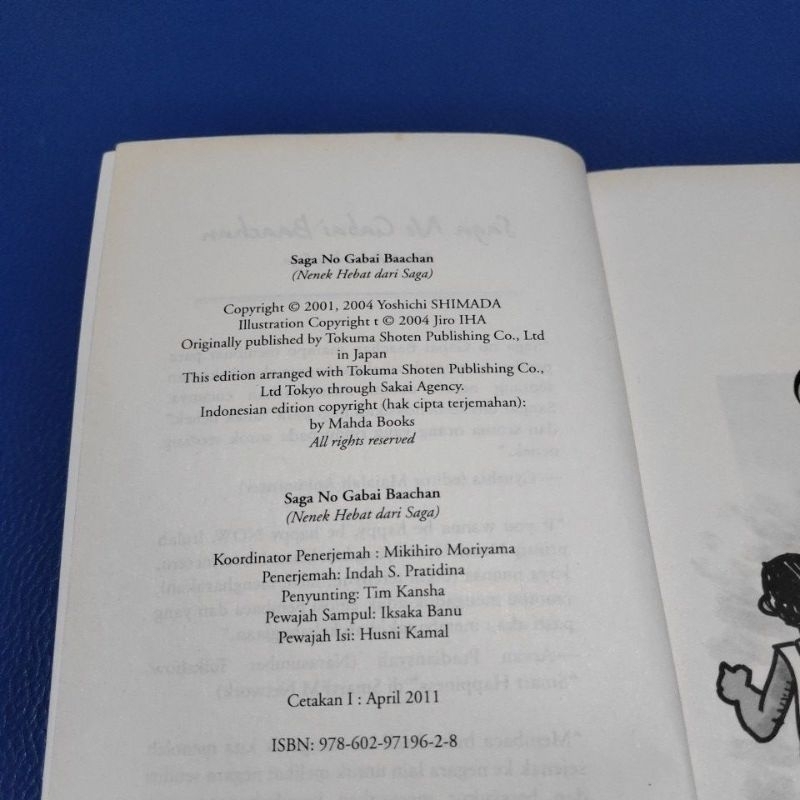 Saga No Gabai Baachan
(Nenek Hebat dari Saga)
Copyright © 2001, 2004 Yoshichi SHIMADA
Illustration Copyright t © 2004 Jiro IHA
Originally published by Tokuma Shoten Publishing Co., Ltd
in Japan
This edition arranged with Tokuma Shoten Publishing Co.,
Ltd Tokyo through Sakai Agency.
Indonesian edition copyright (hak cipta terjemahan):
by Mahda Books
All rights reserved
Saga No Gabai Baachan
(Nenek Hebat dari Saga)
Koordinator Penerjemah : Mikihiro Moriyama
Penerjemah: Indah S. Pratidina
Penyunting: Tim Kansha
Pewajah Sampul: Iksaka Banu
Pewajah Isi: Husni Kamal
Cetakan I : April 2011
ISBN: 978-602-97196-2-8